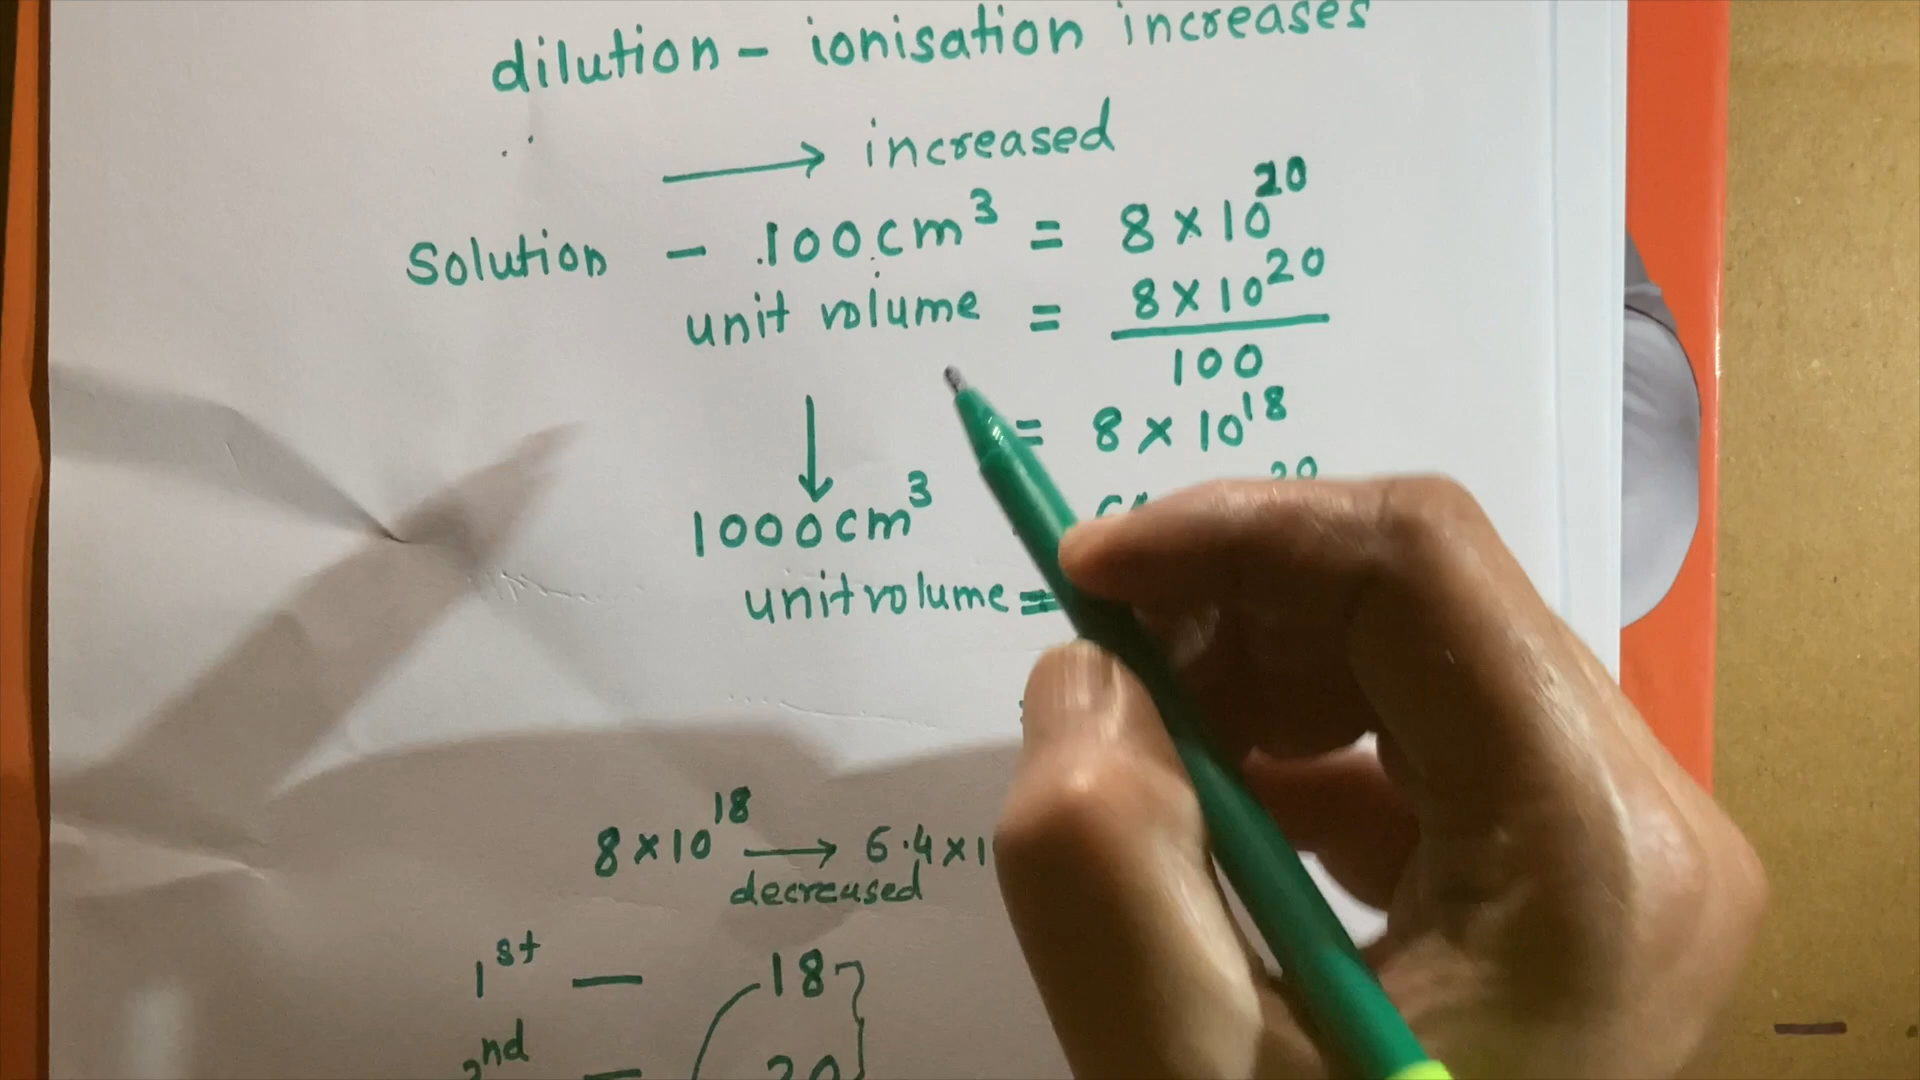 dilution - ionisation increases
→ increased
Solution - 100cm³ = 8 × 10²⁰
unit volume = 8 × 10²⁰
100
= 8 × 10¹⁸
1000cm³
unit volume =
8 × 10¹⁸ → 6.4 × 1
decreased
1st — 18
2nd — 20